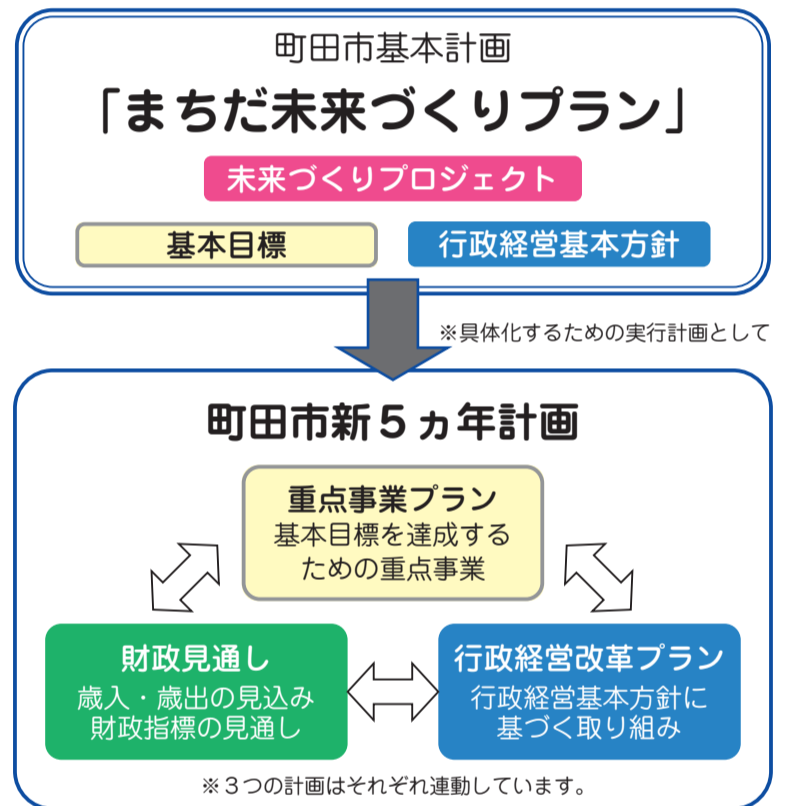 町田市基本計画
「まちだ未来づくりプラン」
未来づくりプロジェクト
基本目標
行政経営基本方針
※具体化するための実行計画として
町田市新５ヵ年計画
重点事業プラン
基本目標を達成する
ための重点事業
財政見通し
歳入・歳出の見込み
財政指標の見通し
行政経営改革プラン
行政経営基本方針に
基づく取り組み
※３つの計画はそれぞれ連動しています。